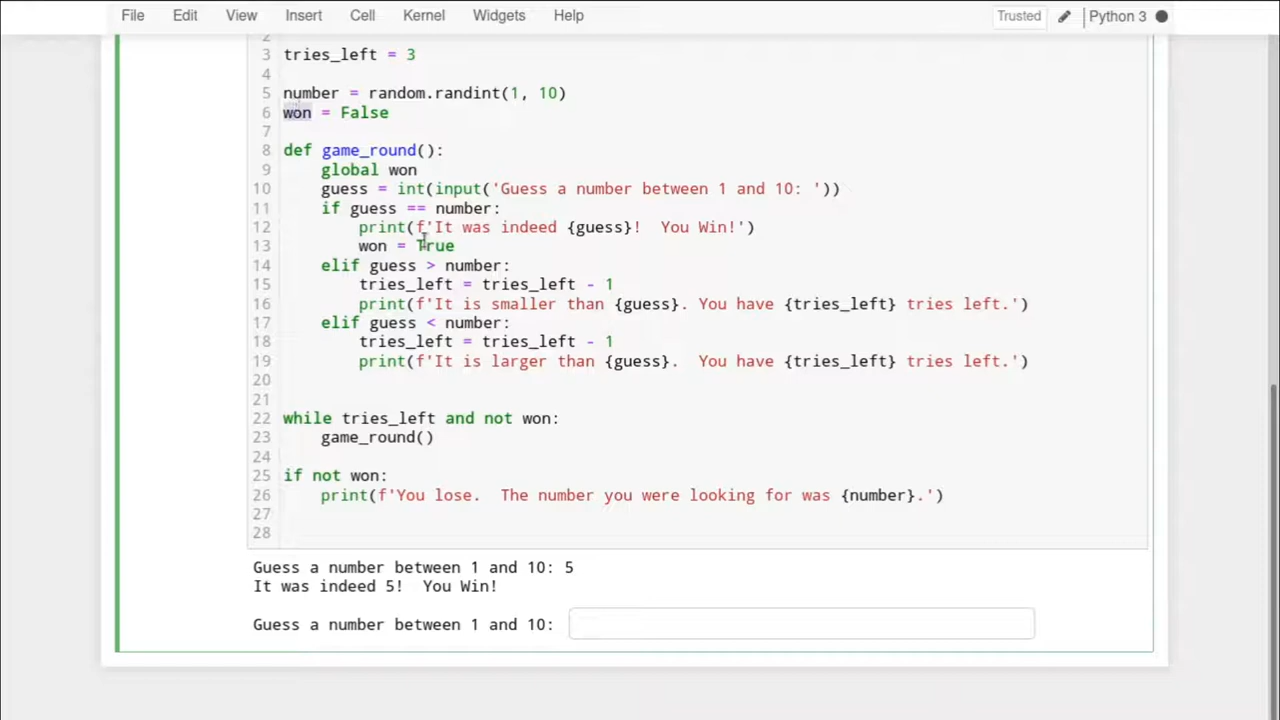 File Edit View Insert Cell Kernel Widgets Help Trusted Python 3
2
3 tries_left = 3
4
5 number = random.randint(1, 10)
6 won = False
7
8 def game_round():
9     global won
10     guess = int(input('Guess a number between 1 and 10: '))
11     if guess == number:
12         print(f'It was indeed {guess}!  You Win!')
13         won = True
14     elif guess > number:
15         tries_left = tries_left - 1
16         print(f'It is smaller than {guess}. You have {tries_left} tries left.')
17     elif guess < number:
18         tries_left = tries_left - 1
19         print(f'It is larger than {guess}.  You have {tries_left} tries left.')
20
21
22 while tries_left and not won:
23     game_round()
24
25 if not won:
26     print(f'You lose.  The number you were looking for was {number}.')
27
28
Guess a number between 1 and 10: 5
It was indeed 5!  You Win!
Guess a number between 1 and 10: